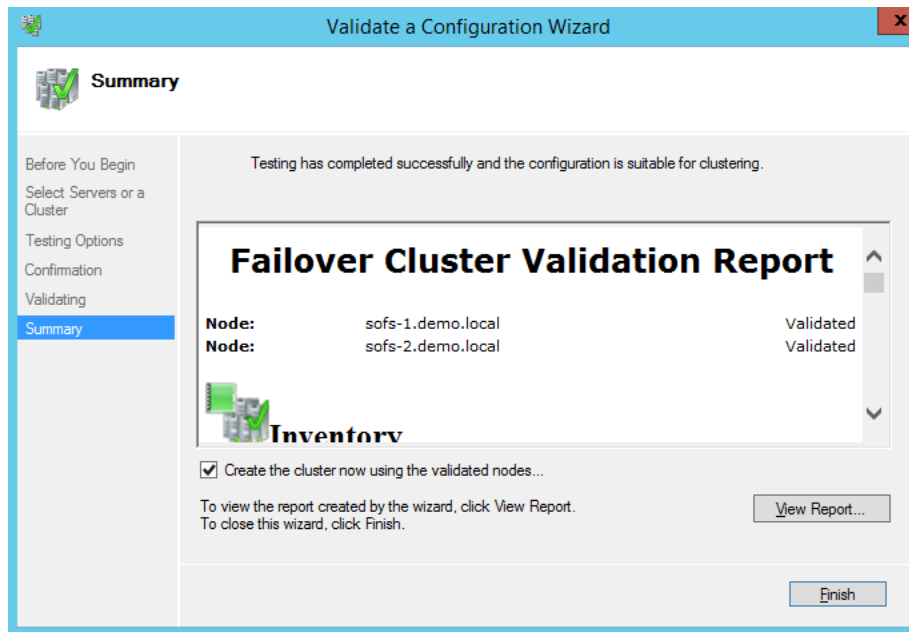 Validate a Configuration Wizard
x
Summary
Before You Begin
Select Servers or a
Cluster
Testing Options
Confirmation
Validating
Summary
Testing has completed successfully and the configuration is suitable for clustering.
Failover Cluster Validation Report
Node: sofs-1.demo.local Validated
Node: sofs-2.demo.local Validated
Inventory
Create the cluster now using the validated nodes...
To view the report created by the wizard, click View Report.
To close this wizard, click Finish.
View Report...
Finish